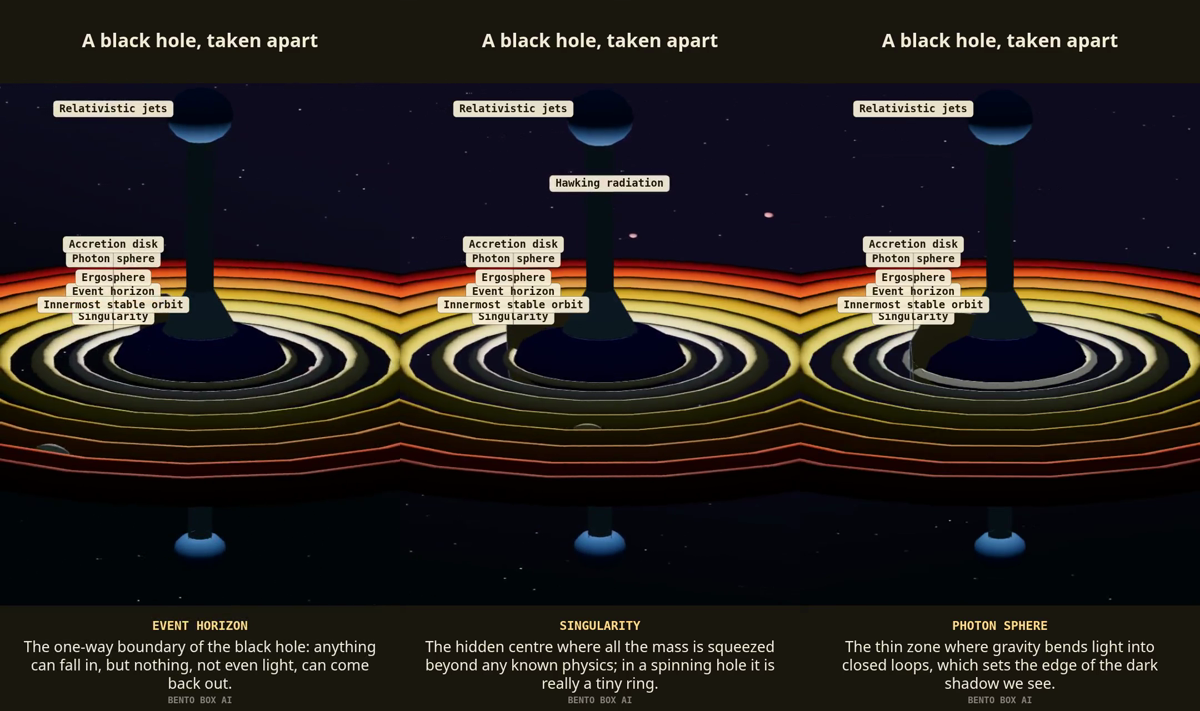 A black hole, taken apart
Relativistic jets
Accretion disk
Photon sphere
Ergosphere
Event horizon
Innermost stable orbit
Singularity
EVENT HORIZON
The one-way boundary of the black hole: anything
can fall in, but nothing, not even light, can come
back out.
BENTO BOX AI
A black hole, taken apart
Relativistic jets
Hawking radiation
Accretion disk
Photon sphere
Ergosphere
Event horizon
Innermost stable orbit
Singularity
SINGULARITY
The hidden centre where all the mass is squeezed
beyond any known physics; in a spinning hole it is
really a tiny ring.
BENTO BOX AI
A black hole, taken apart
Relativistic jets
Accretion disk
Photon sphere
Ergosphere
Event horizon
Innermost stable orbit
Singularity
PHOTON SPHERE
The thin zone where gravity bends light into
closed loops, which sets the edge of the dark
shadow we see.
BENTO BOX AI